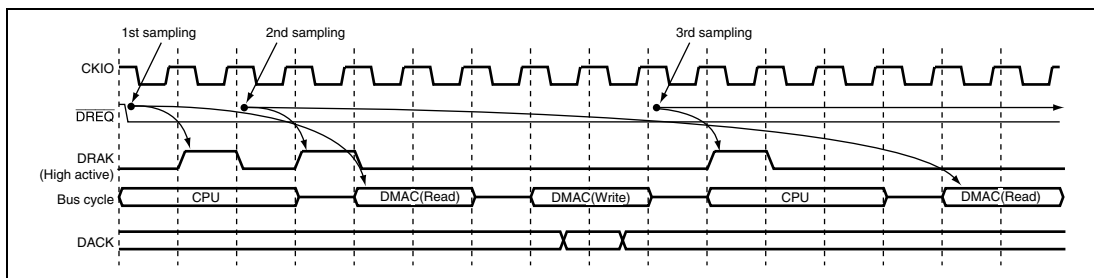 1st sampling 2nd sampling 3rd sampling
CKIO
DREQ
DRAK
(High active)
Bus cycle CPU DMAC(Read) DMAC(Write) CPU DMAC(Read)
DACK